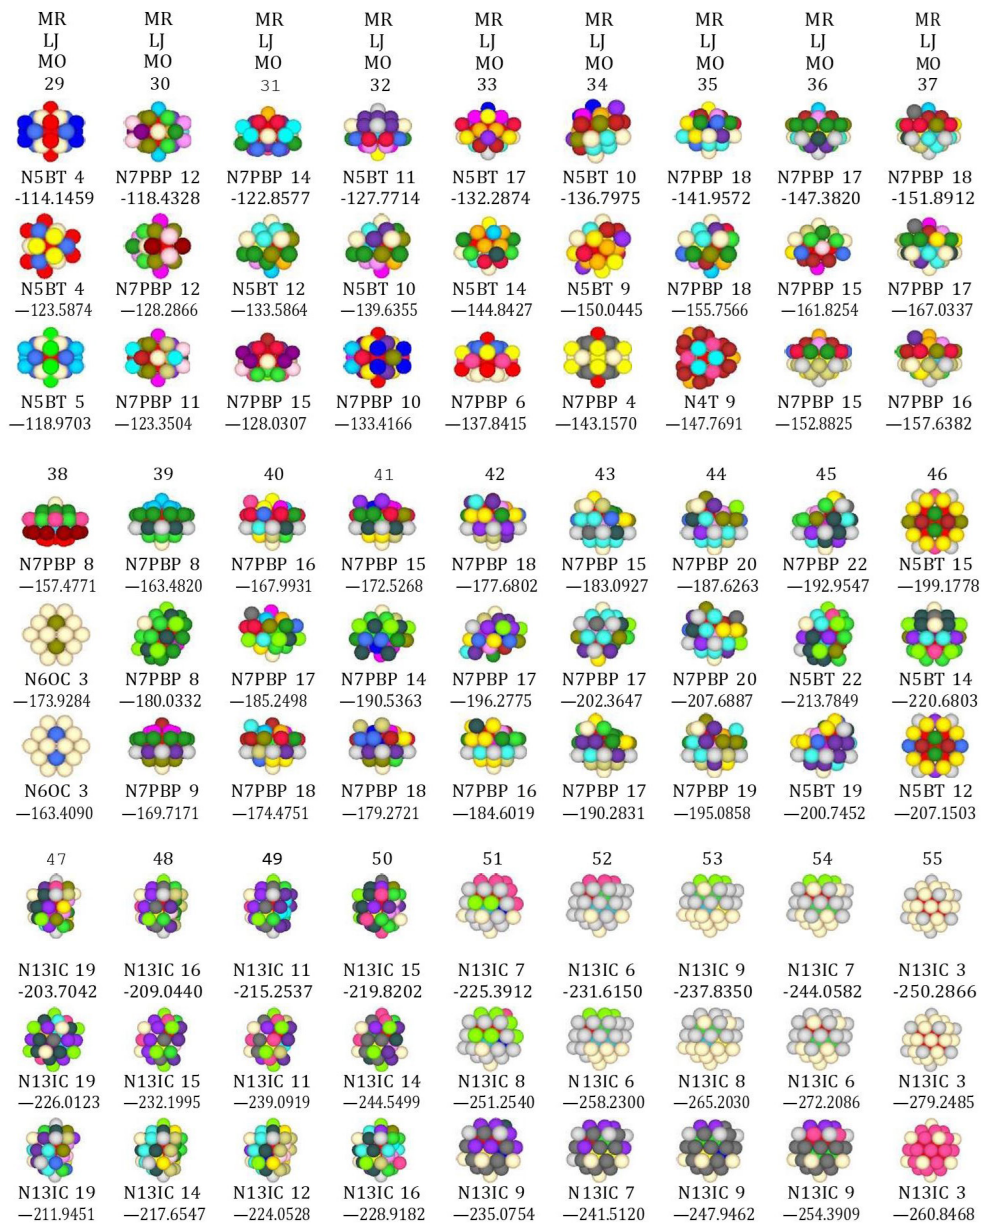 MR MR MR MR MR MR MR MR MR
LJ LJ LJ LJ LJ LJ LJ LJ LJ
MO MO MO MO MO MO MO MO MO
29 30 31 32 33 34 35 36 37
N5BT 4 N7PBP 12 N7PBP 14 N5BT 11 N5BT 17 N5BT 10 N7PBP 18 N7PBP 17 N7PBP 18
-114.1459 -118.4328 -122.8577 -127.7714 -132.2874 -136.7975 -141.9572 -147.3820 -151.8912
N5BT 4 N7PBP 12 N5BT 12 N5BT 10 N5BT 14 N5BT 9 N7PBP 18 N7PBP 15 N7PBP 17
—123.5874 —128.2866 —133.5864 —139.6355 —144.8427 —150.0445 —155.7566 —161.8254 —167.0337
N5BT 5 N7PBP 11 N7PBP 15 N7PBP 10 N7PBP 6 N7PBP 4 N4T 9 N7PBP 15 N7PBP 16
—118.9703 —123.3504 —128.0307 —133.4166 —137.8415 —143.1570 —147.7691 —152.8825 —157.6382
38 39 40 41 42 43 44 45 46
N7PBP 8 N7PBP 8 N7PBP 16 N7PBP 15 N7PBP 18 N7PBP 15 N7PBP 20 N7PBP 22 N5BT 15
—157.4771 —163.4820 —167.9931 —172.5268 —177.6802 —183.0927 —187.6263 —192.9547 —199.1778
N6OC 3 N7PBP 8 N7PBP 17 N7PBP 14 N7PBP 17 N7PBP 17 N7PBP 20 N5BT 22 N5BT 14
—173.9284 —180.0332 —185.2498 —190.5363 —196.2775 —202.3647 —207.6887 —213.7849 —220.6803
N6OC 3 N7PBP 9 N7PBP 18 N7PBP 18 N7PBP 16 N7PBP 17 N7PBP 19 N5BT 19 N5BT 12
—163.4090 —169.7171 —174.4751 —179.2721 —184.6019 —190.2831 —195.0858 —200.7452 —207.1503
47 48 49 50 51 52 53 54 55
N13IC 19 N13IC 16 N13IC 11 N13IC 15 N13IC 7 N13IC 6 N13IC 9 N13IC 7 N13IC 3
-203.7042 -209.0440 -215.2537 -219.8202 -225.3912 -231.6150 -237.8350 -244.0582 -250.2866
N13IC 19 N13IC 15 N13IC 11 N13IC 14 N13IC 8 N13IC 6 N13IC 8 N13IC 6 N13IC 3
—226.0123 —232.1995 —239.0919 —244.5499 —251.2540 —258.2300 —265.2030 —272.2086 —279.2485
N13IC 19 N13IC 14 N13IC 12 N13IC 16 N13IC 9 N13IC 7 N13IC 9 N13IC 9 N13IC 3
—211.9451 —217.6547 —224.0528 —228.9182 —235.0754 —241.5120 —247.9462 —254.3909 —260.8468